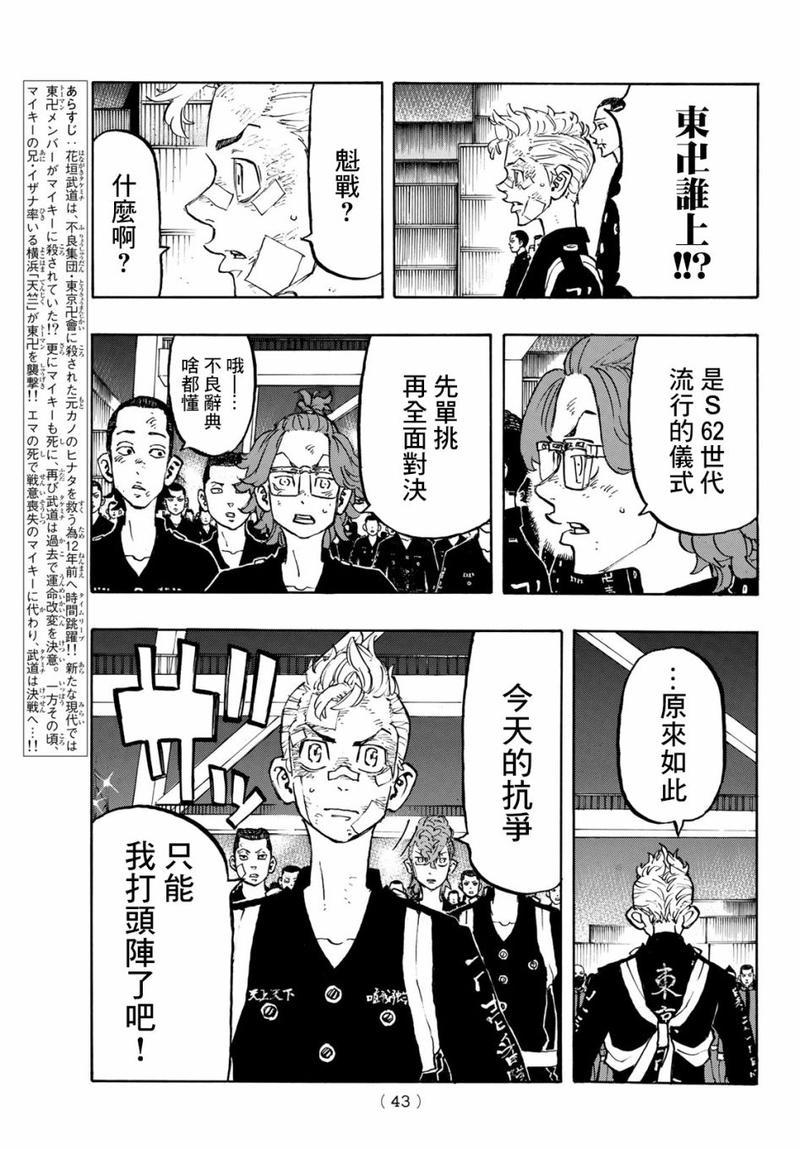 東卍誰上!!?
魁戰?
什麼啊?
是S62世代
流行的儀式
先單挑
再全面對決
哦—…
不良辭典
啥都懂
…原來如此
東京卍
今天的抗爭
只能
我打頭陣了吧!
天上天下
あらすじ:花垣武道は、不良集団・東京卍會に殺された元カノのヒナタを救う為12年前へ時間跳躍!!新たな現代では
東卍メンバーがマイキーに殺されていた!?更にマイキーも死に、再び武道は過去で運命改変を決意。一方その頃、
マイキーの兄・イザナ率いる横浜「天竺」が東卍を襲撃!!エマの死で戦意喪失のマイキーに代わり、武道は決戦へ…!!
(43)